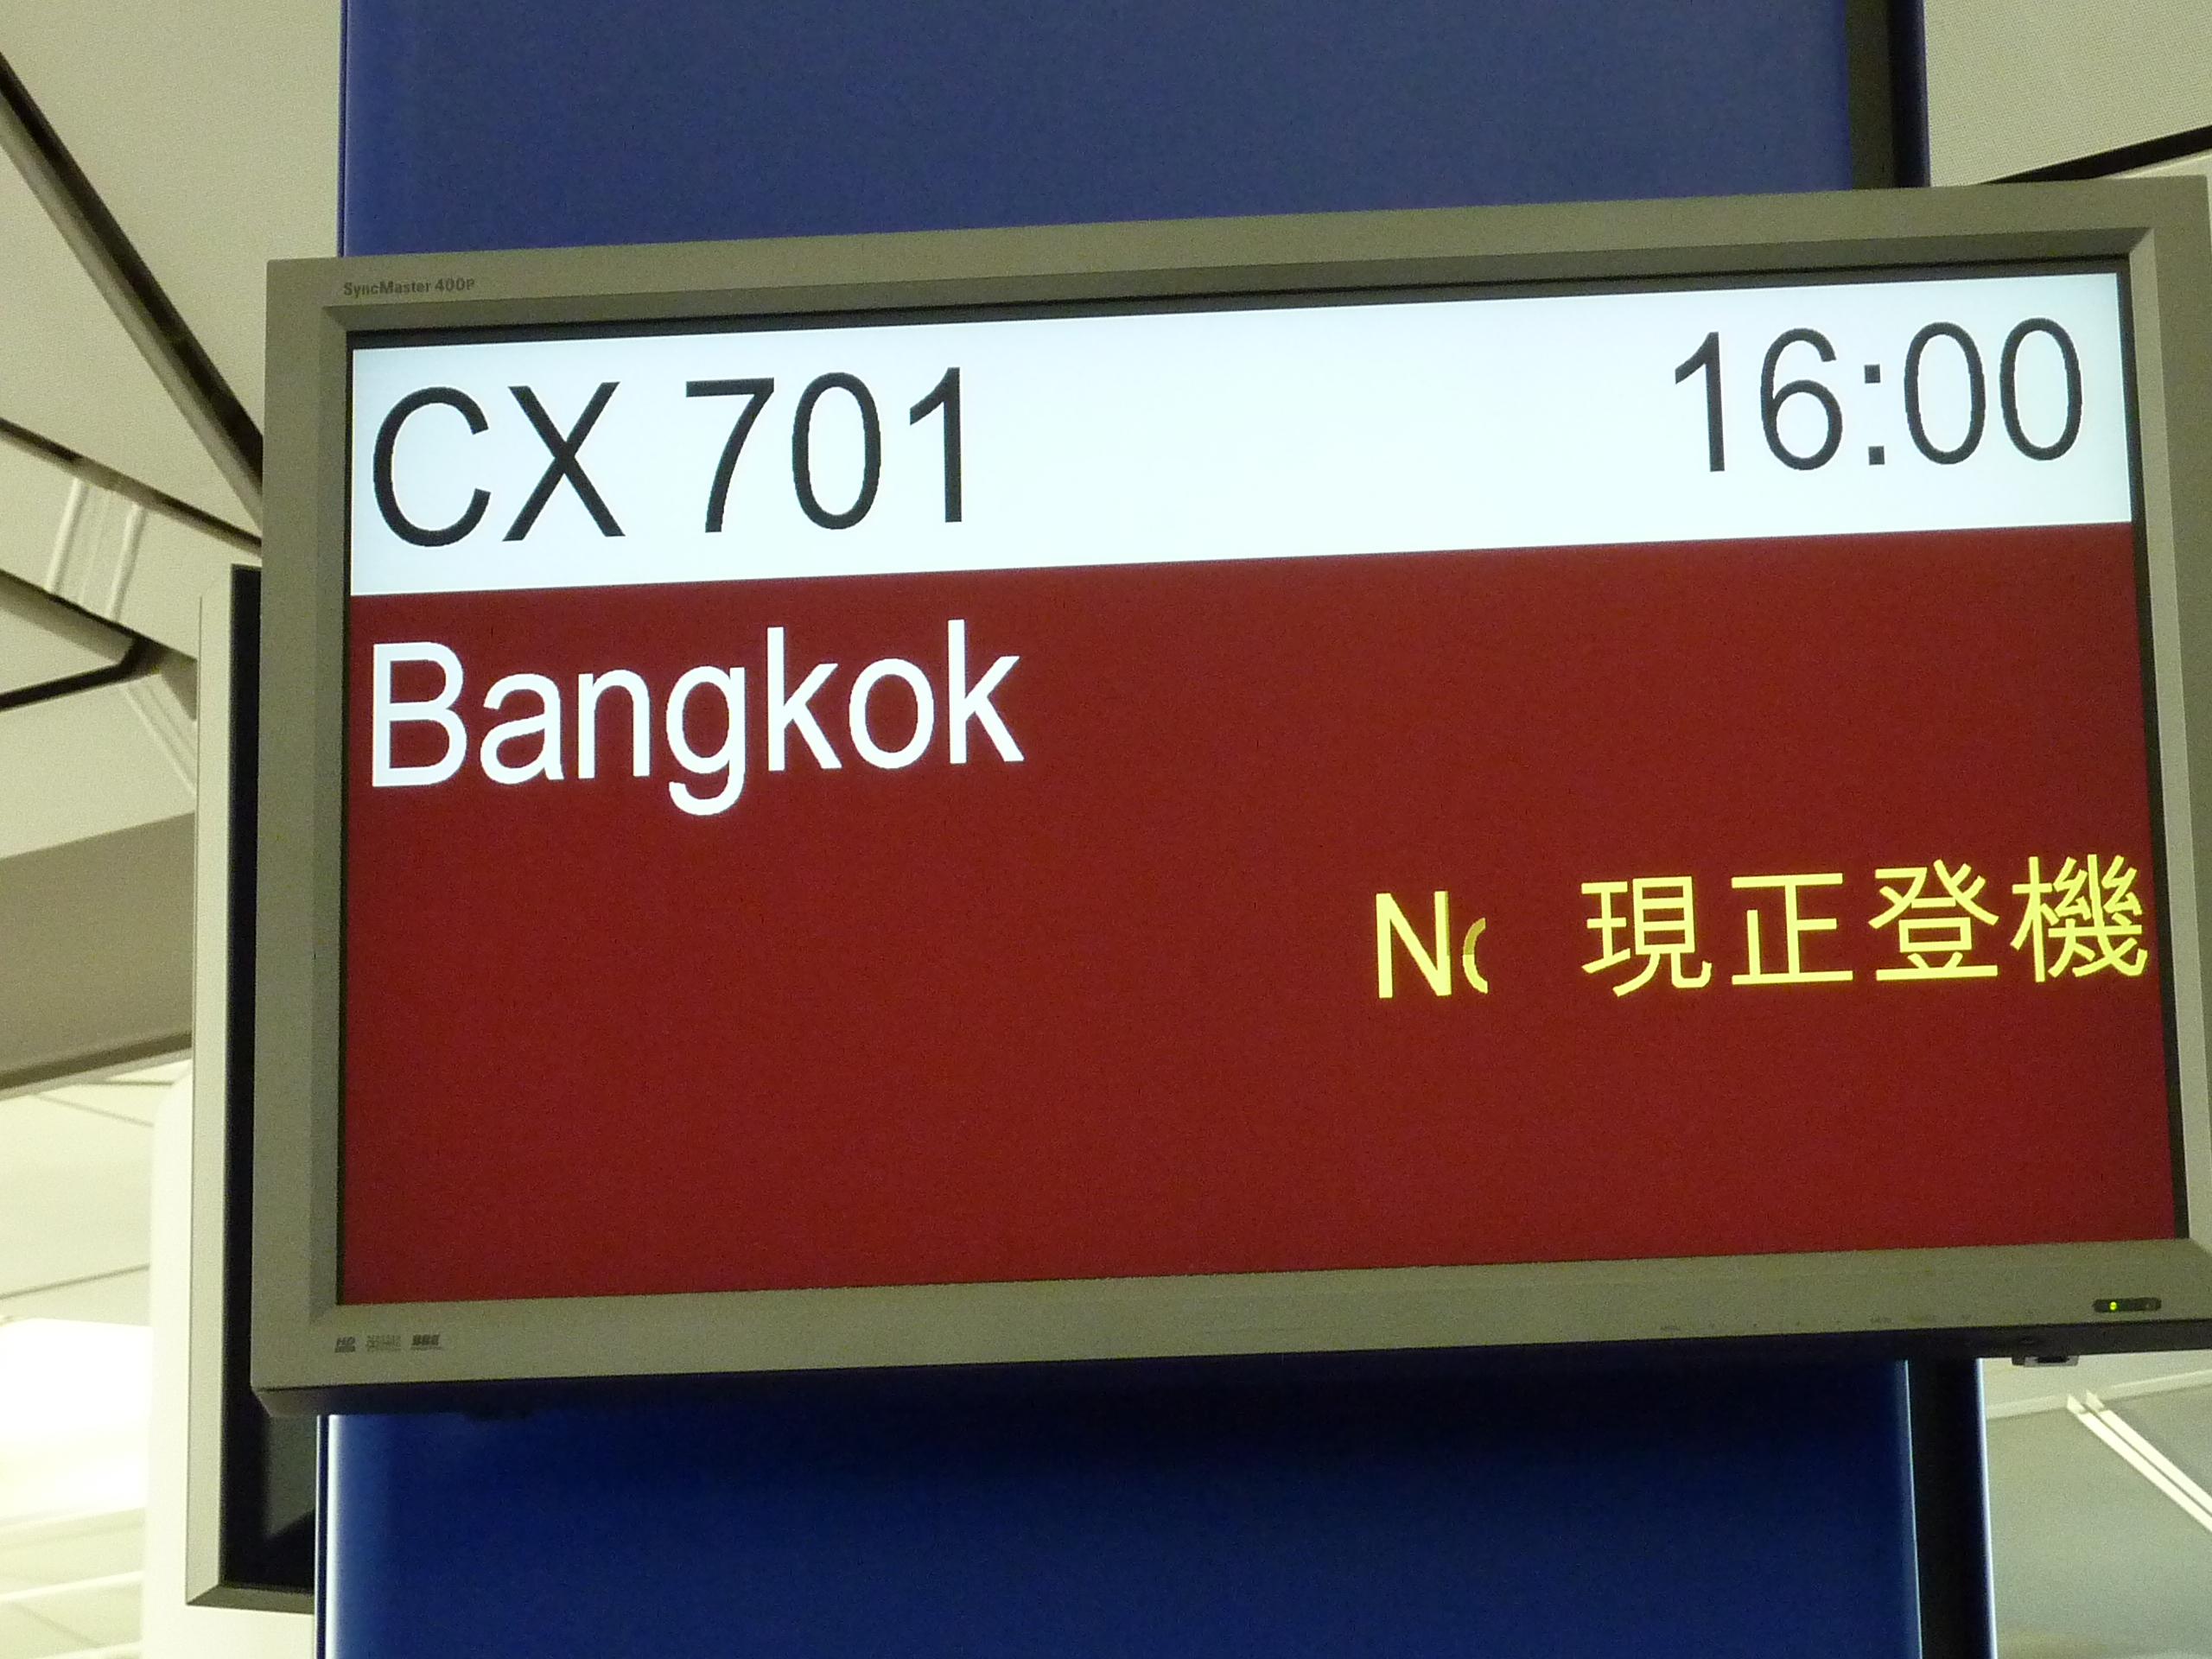 SyncMaster 400P
CX 701 16:00
Bangkok
現正登機